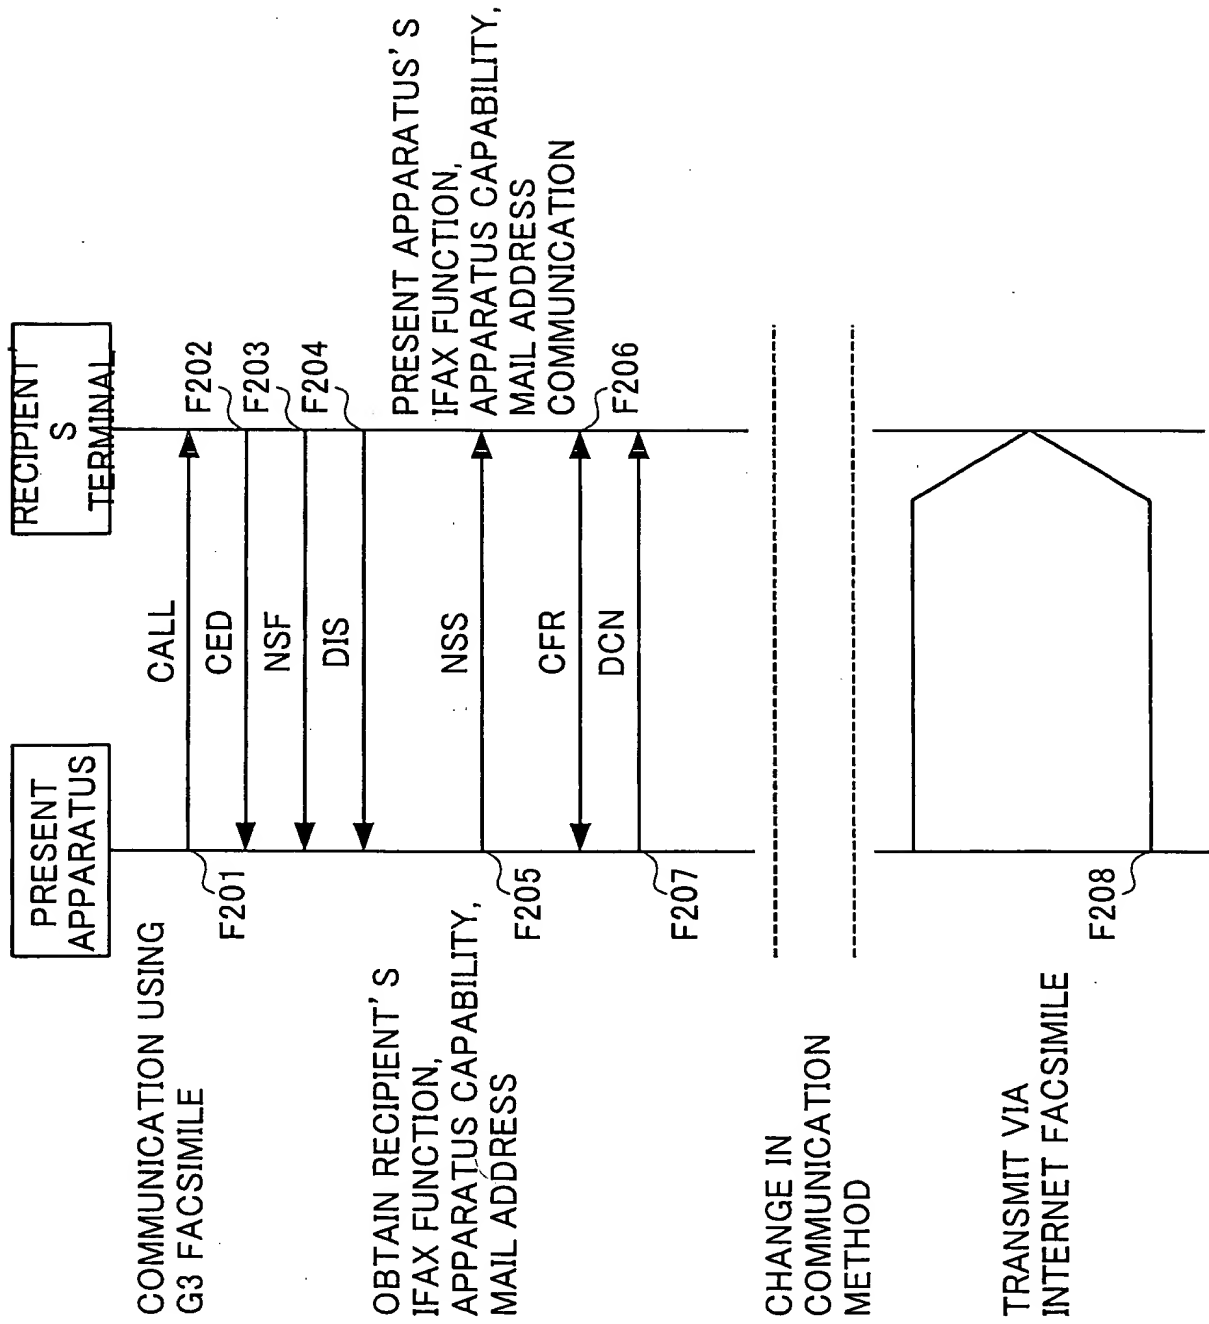 PRESENT
APPARATUS
RECIPIENT'
S
TERMINAL
COMMUNICATION USING
G3 FACSIMILE
F201
CALL
CED
F202
NSF
F203
DIS
F204
OBTAIN RECIPIENT'S
IFAX FUNCTION,
APPARATUS CAPABILITY,
MAIL ADDRESS
PRESENT APPARATUS'S
IFAX FUNCTION,
APPARATUS CAPABILITY,
MAIL ADDRESS
COMMUNICATION
NSS
F205
CFR
F206
DCN
F207
CHANGE IN
COMMUNICATION
METHOD
TRANSMIT VIA
INTERNET FACSIMILE
F208